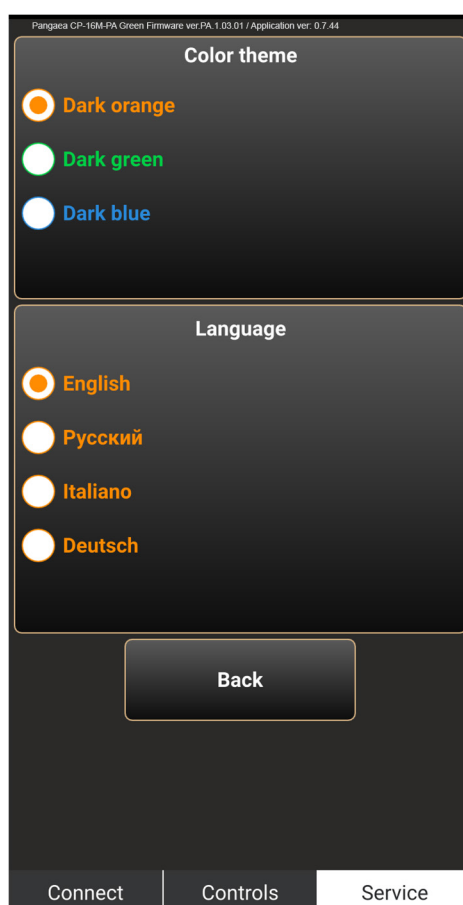 Pangaea CP-16M-PA Green Firmware ver.PA.1.03.01 / Application ver: 0.7.44
Color theme
Dark orange
Dark green
Dark blue
Language
English
Русский
Italiano
Deutsch
Back
Connect Controls Service